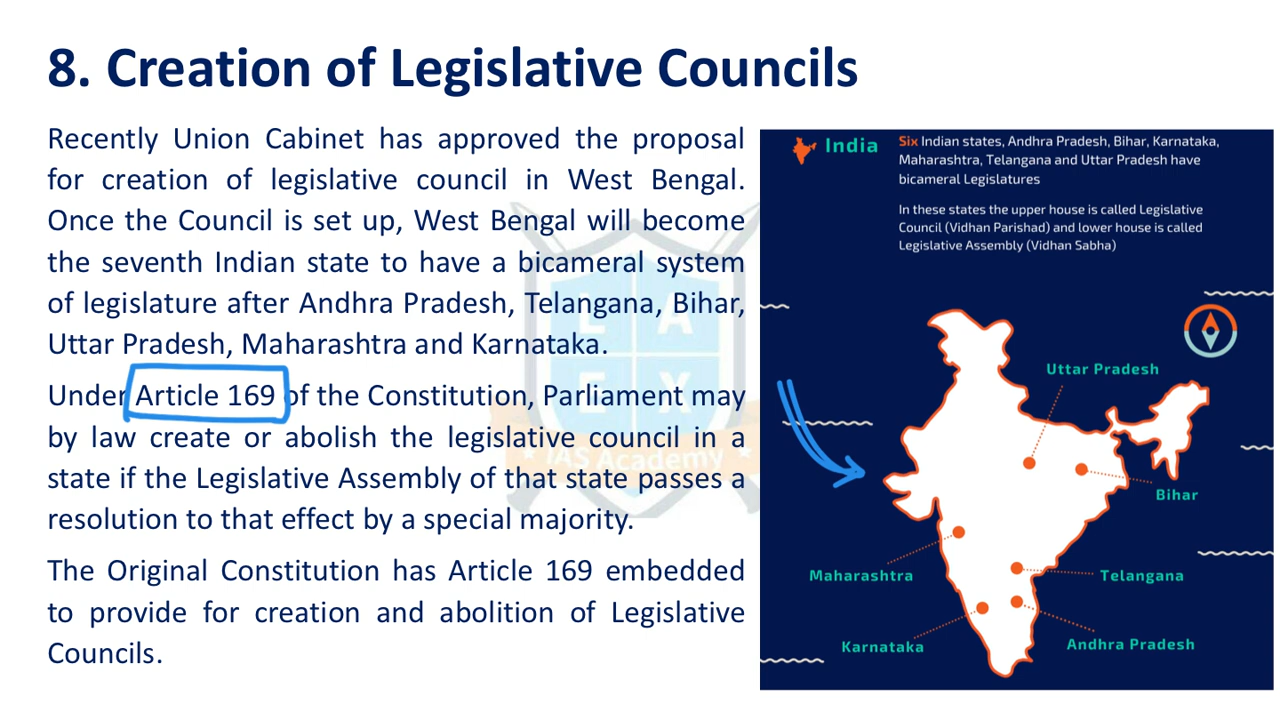 8. Creation of Legislative Councils
Recently Union Cabinet has approved the proposal
for creation of legislative council in West Bengal.
Once the Council is set up, West Bengal will become
the seventh Indian state to have a bicameral system
of legislature after Andhra Pradesh, Telangana, Bihar,
Uttar Pradesh, Maharashtra and Karnataka.
Under Article 169 of the Constitution, Parliament may
by law create or abolish the legislative council in a
state if the Legislative Assembly of that state passes a
resolution to that effect by a special majority.
The Original Constitution has Article 169 embedded
to provide for creation and abolition of Legislative
Councils.
L A
E X
IAS Academy
India
Six Indian states, Andhra Pradesh, Bihar, Karnataka,
Maharashtra, Telangana and Uttar Pradesh have
bicameral Legislatures
In these states the upper house is called Legislative
Council (Vidhan Parishad) and lower house is called
Legislative Assembly (Vidhan Sabha)
Uttar Pradesh
Bihar
Maharashtra
Telangana
Karnataka
Andhra Pradesh